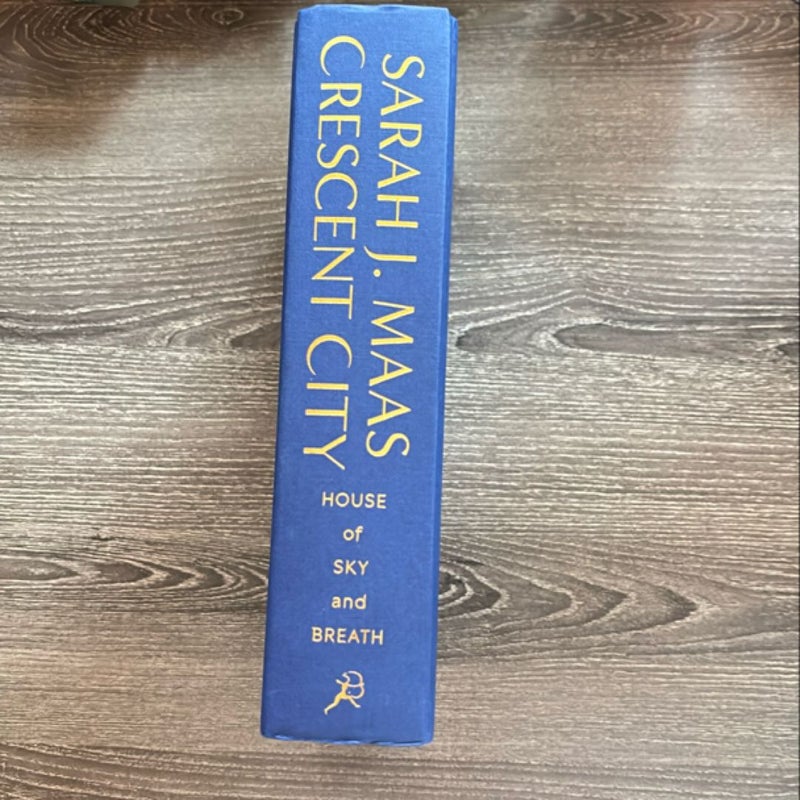 SARAH J. MAAS
CRESCENT CITY
HOUSE
of
SKY
and
BREATH